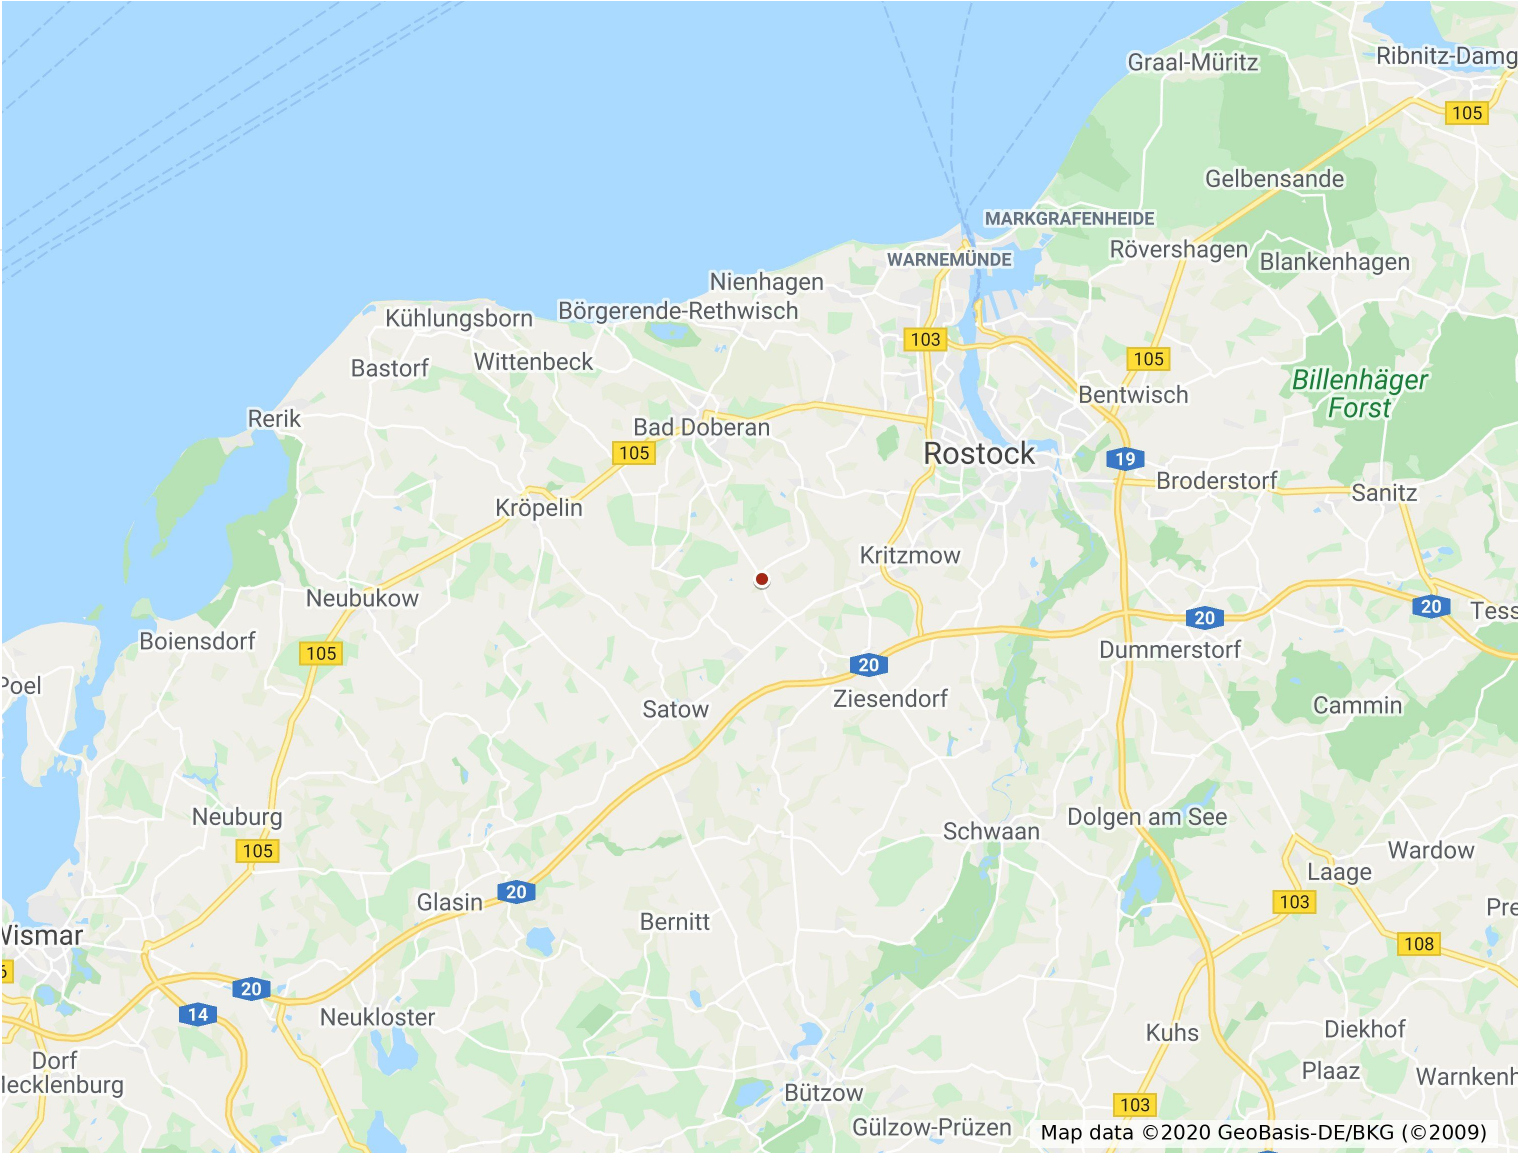 Graal-Müritz
Ribnitz-Damg
105
Gelbensande
MARKGRAFENHEIDE
Rövershagen
WARNEMÜNDE
Blankenhagen
Nienhagen
Börgerende-Rethwisch
Kühlungsborn
103
105
Wittenbeck
Bastorf
Billenhäger
Forst
Bentwisch
Rerik
Bad Doberan
105
Rostock
19
Broderstorf
Sanitz
Kröpelin
Kritzmow
Neubukow
20
20
Tess
Boiensdorf
105
20
Dummerstorf
Poel
Satow
Ziesendorf
Cammin
Neuburg
Schwaan
Dolgen am See
105
Wardow
Laage
20
Glasin
103
Pre
Bernitt
Wismar
108
6
20
14
Neukloster
Kuhs
Diekhof
Dorf
Mecklenburg
Plaaz
Warnkenh
Bützow
103
Gülzow-Prüzen
Map data ©2020 GeoBasis-DE/BKG (©2009)